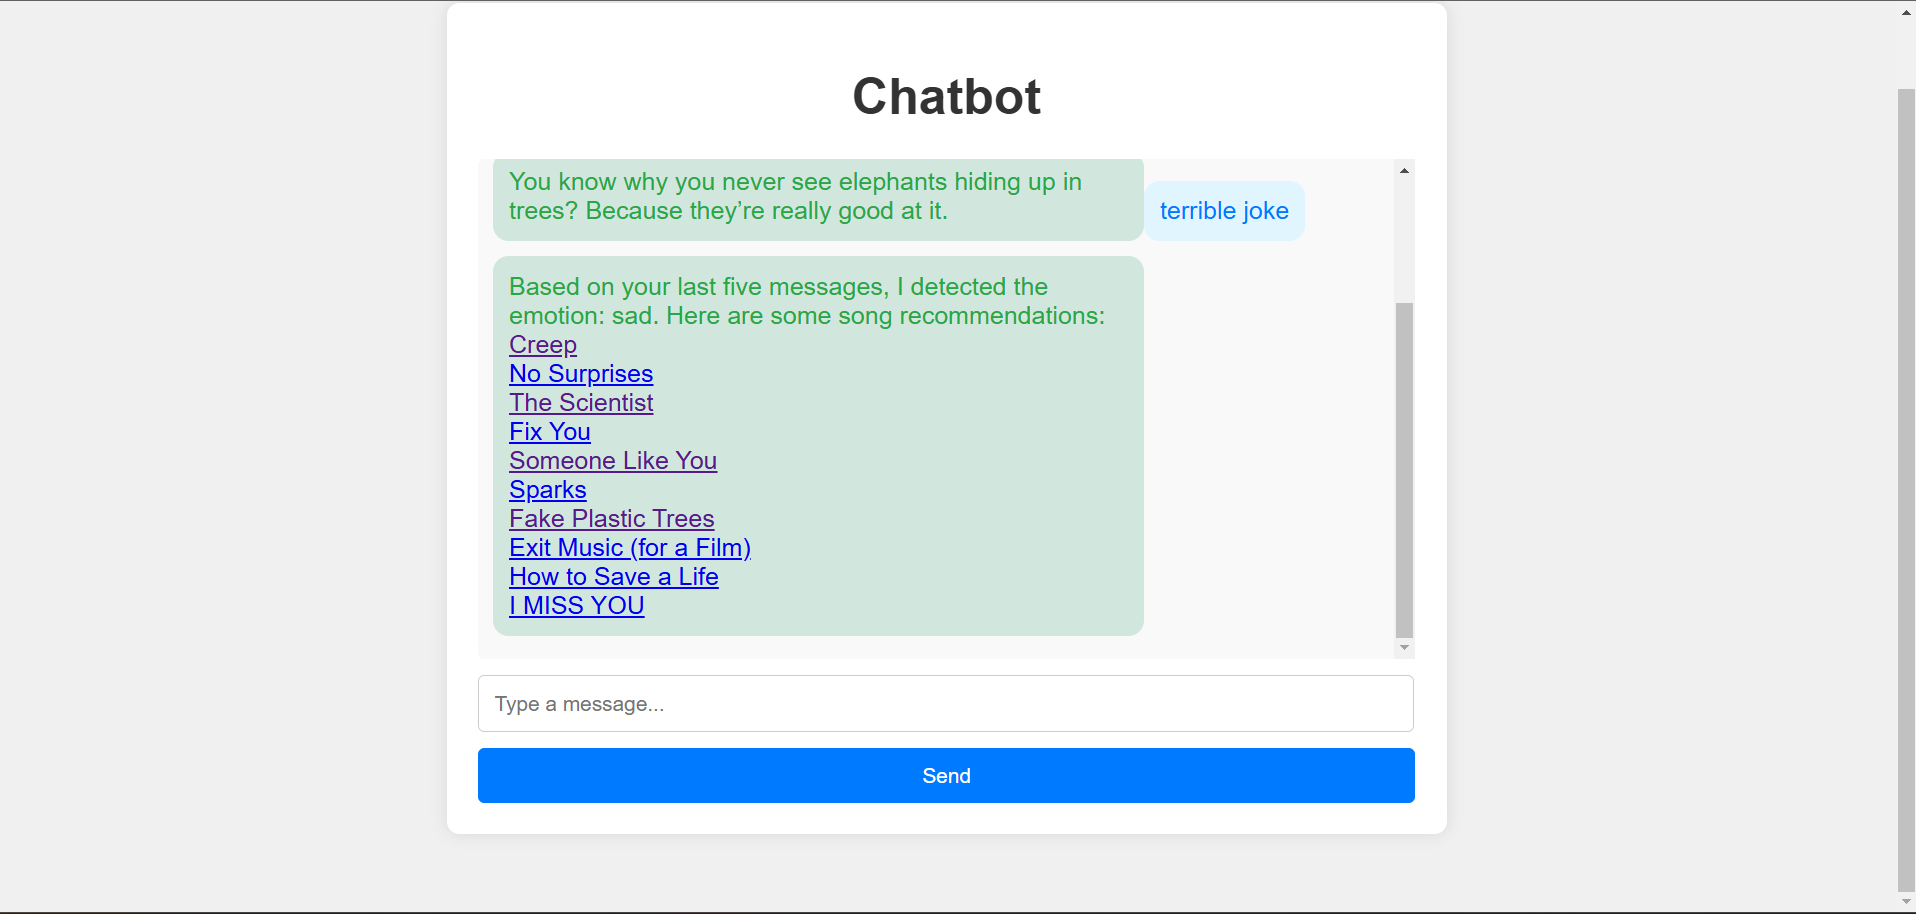 Chatbot
You know why you never see elephants hiding up in
trees? Because they’re really good at it.
terrible joke
Based on your last five messages, I detected the
emotion: sad. Here are some song recommendations:
Creep
No Surprises
The Scientist
Fix You
Someone Like You
Sparks
Fake Plastic Trees
Exit Music (for a Film)
How to Save a Life
I MISS YOU
Type a message...
Send